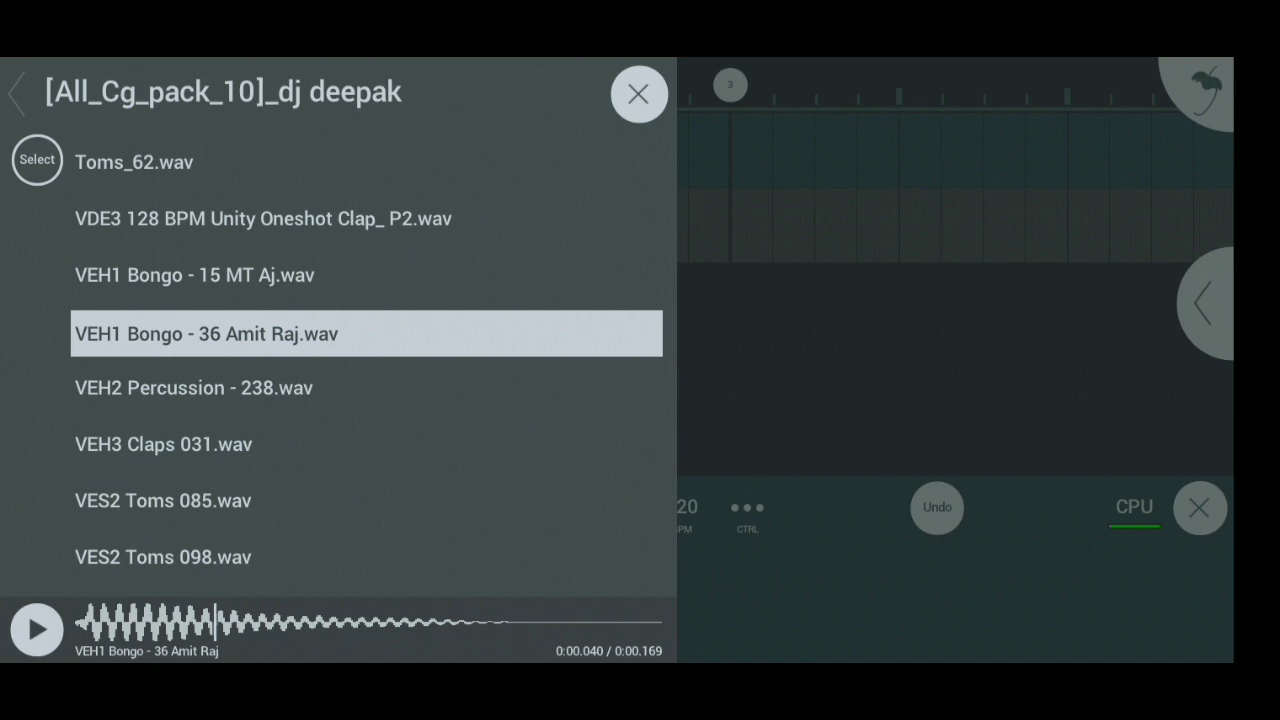 [All_Cg_pack_10]_dj deepak
3
Select
Toms_62.wav
VDE3 128 BPM Unity Oneshot Clap_ P2.wav
VEH1 Bongo - 15 MT Aj.wav
VEH1 Bongo - 36 Amit Raj.wav
VEH2 Percussion - 238.wav
VEH3 Claps 031.wav
VES2 Toms 085.wav
20
PM
CTRL
Undo
CPU
VES2 Toms 098.wav
VEH1 Bongo - 36 Amit Raj
0:00.040 / 0:00.169